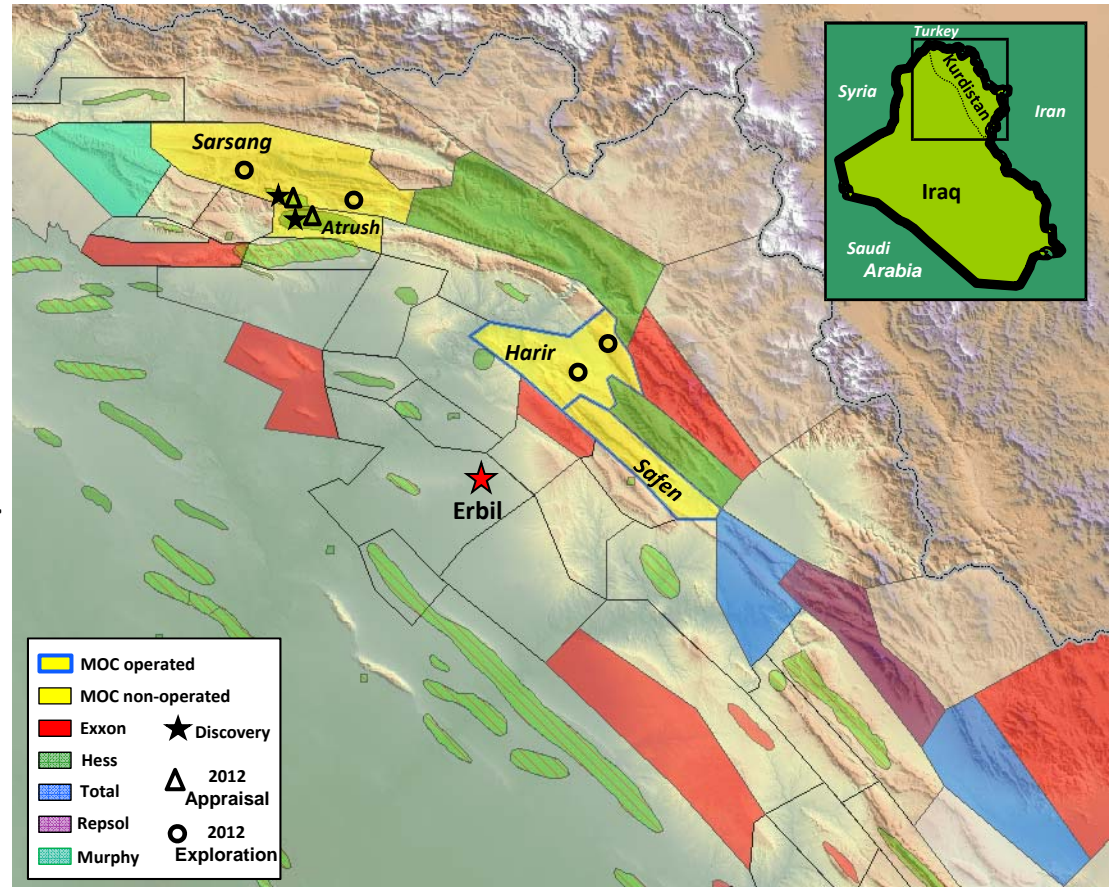 Turkey
Syria
Kurdistan
Iran
Iraq
Saudi
Arabia
Sarsang
Atrush
Harir
Safen
Erbil
MOC operated
MOC non-operated
Exxon
Discovery
Hess
Total
2012
Appraisal
Repsol
2012
Exploration
Murphy